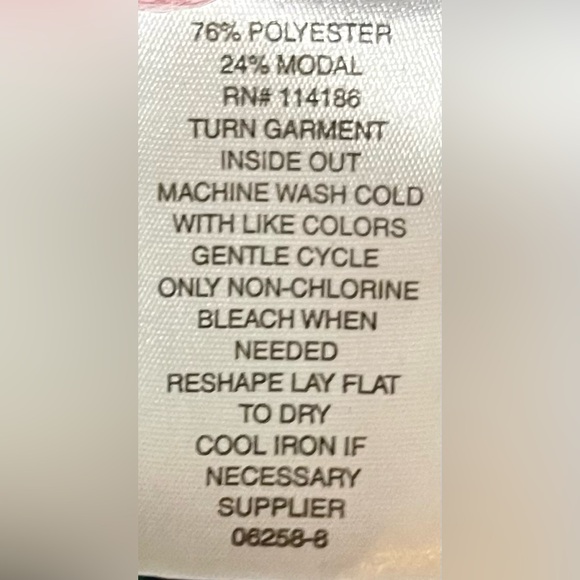 76% POLYESTER
24% MODAL
RN# 114186
TURN GARMENT
INSIDE OUT
MACHINE WASH COLD
WITH LIKE COLORS
GENTLE CYCLE
ONLY NON-CHLORINE
BLEACH WHEN
NEEDED
RESHAPE LAY FLAT
TO DRY
COOL IRON IF
NECESSARY
SUPPLIER
06258-8